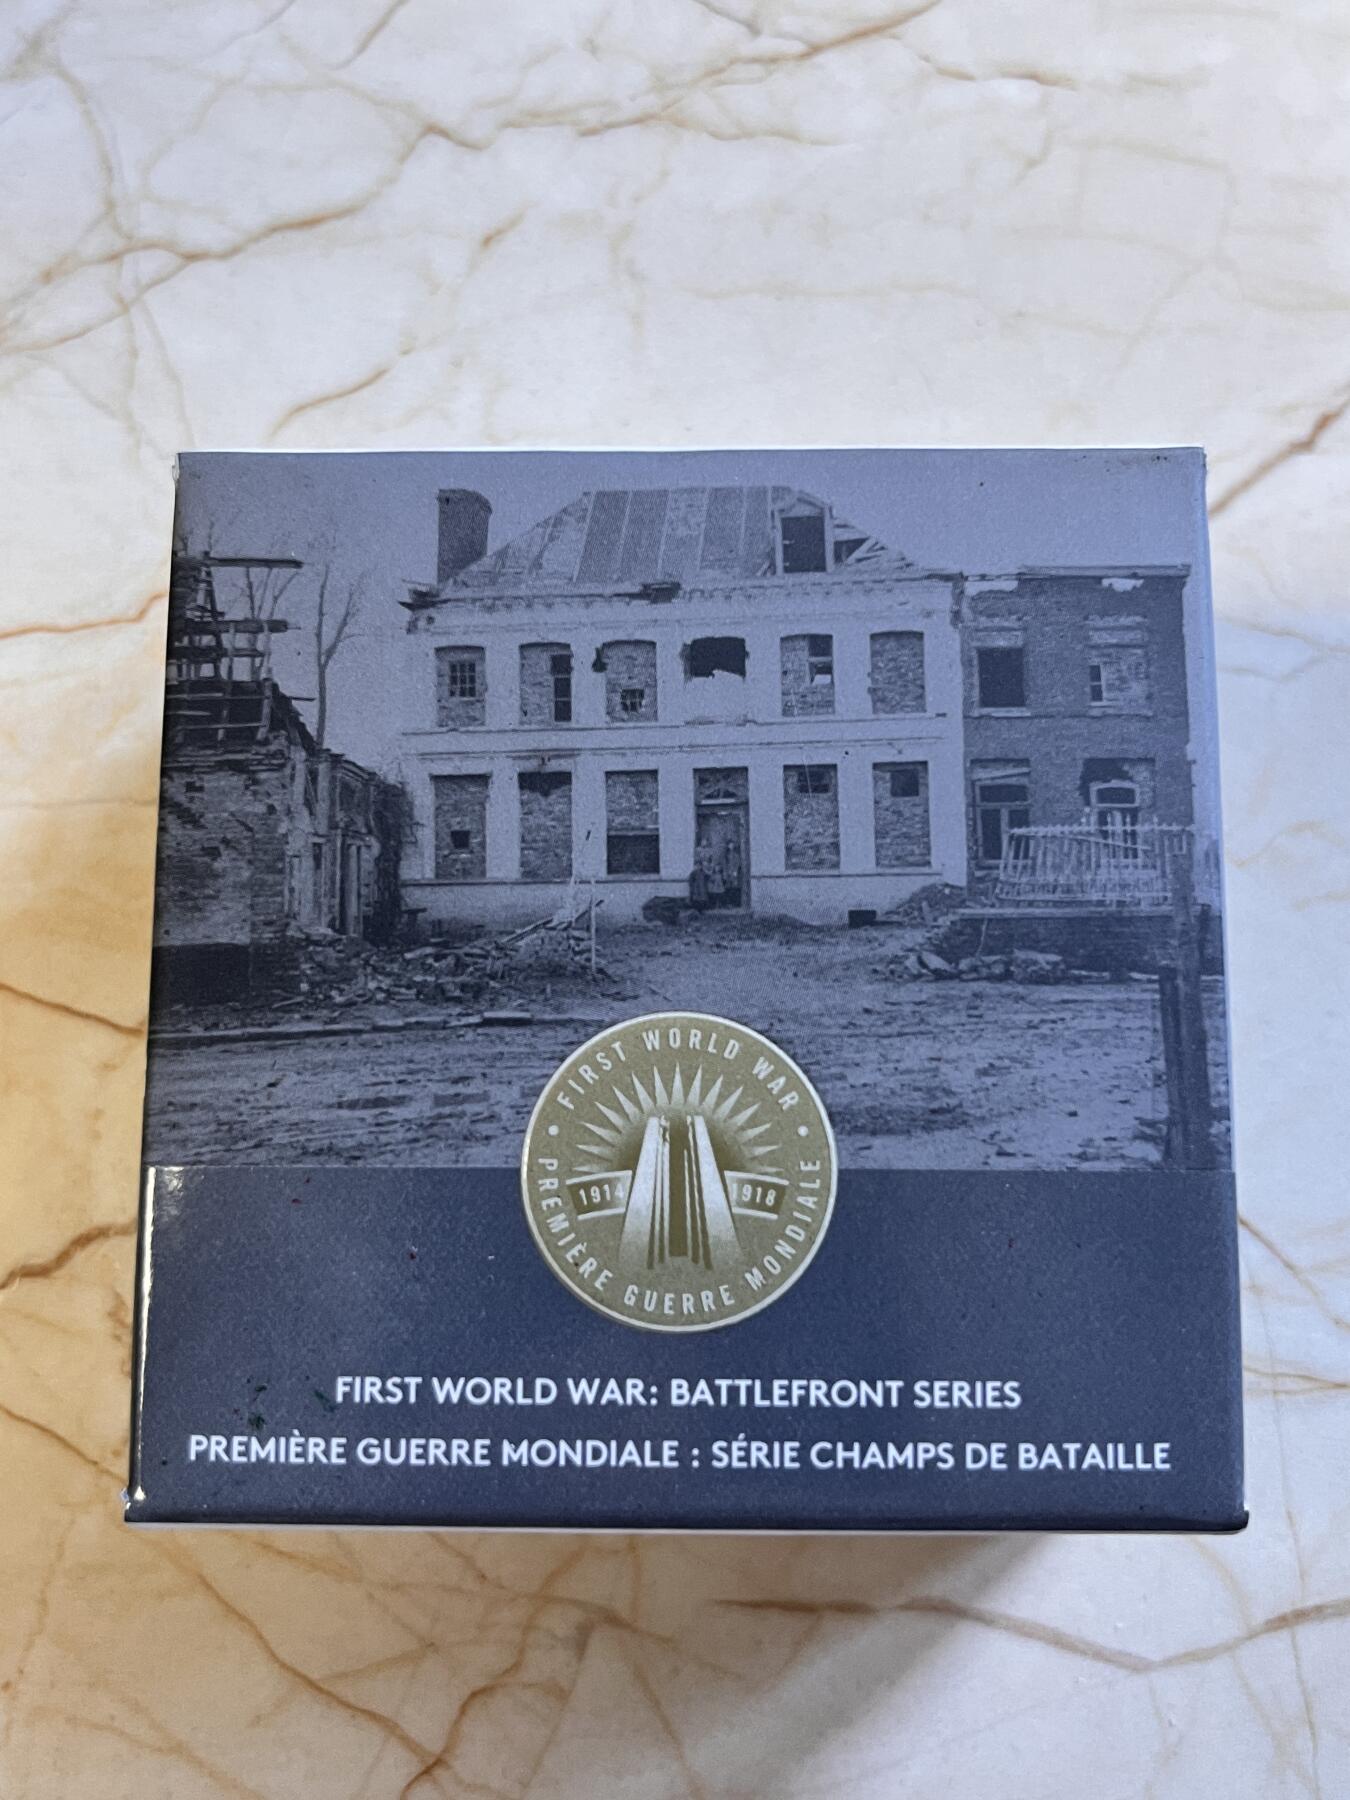 FIRST WORLD WAR
1914 1918
PREMIÈRE GUERRE MONDIALE
FIRST WORLD WAR: BATTLEFRONT SERIES
PREMIÈRE GUERRE MONDIALE : SÉRIE CHAMPS DE BATAILLE